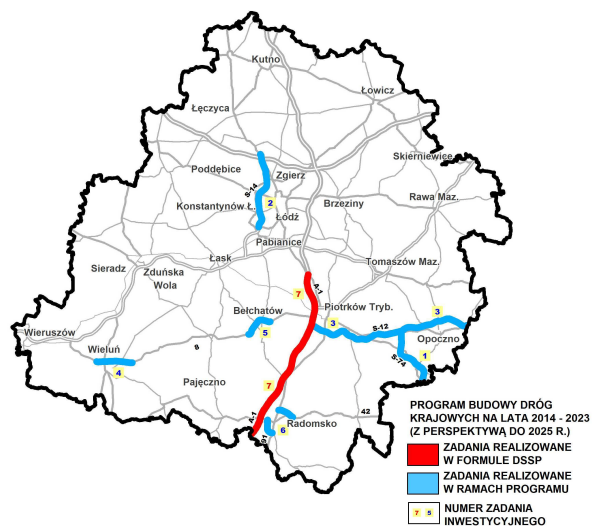 Kutno
Łowicz
Łęczyca
Skierniewice
Poddębice
Zgierz
S-14
2
Rawa Maz.
Konstantynów Ł.
Brzeziny
Łódź
Pabianice
Łask
Tomaszów Maz.
Sieradz
Zduńska
Wola
A-1
7
Bełchatów
Piotrków Tryb.
3
3
S-12
Wieruszów
5
Opoczno
Wieluń
8
1
S-74
4
Pajęczno
7
A-1
42
Radomsko
6
91
PROGRAM BUDOWY DRÓG
KRAJOWYCH NA LATA 2014 - 2023
(Z PERSPEKTYWĄ DO 2025 R.)
ZADANIA REALIZOWANE
W FORMULE DSSP
ZADANIA REALIZOWANE
W RAMACH PROGRAMU
7 5
NUMER ZADANIA
INWESTYCYJNEGO